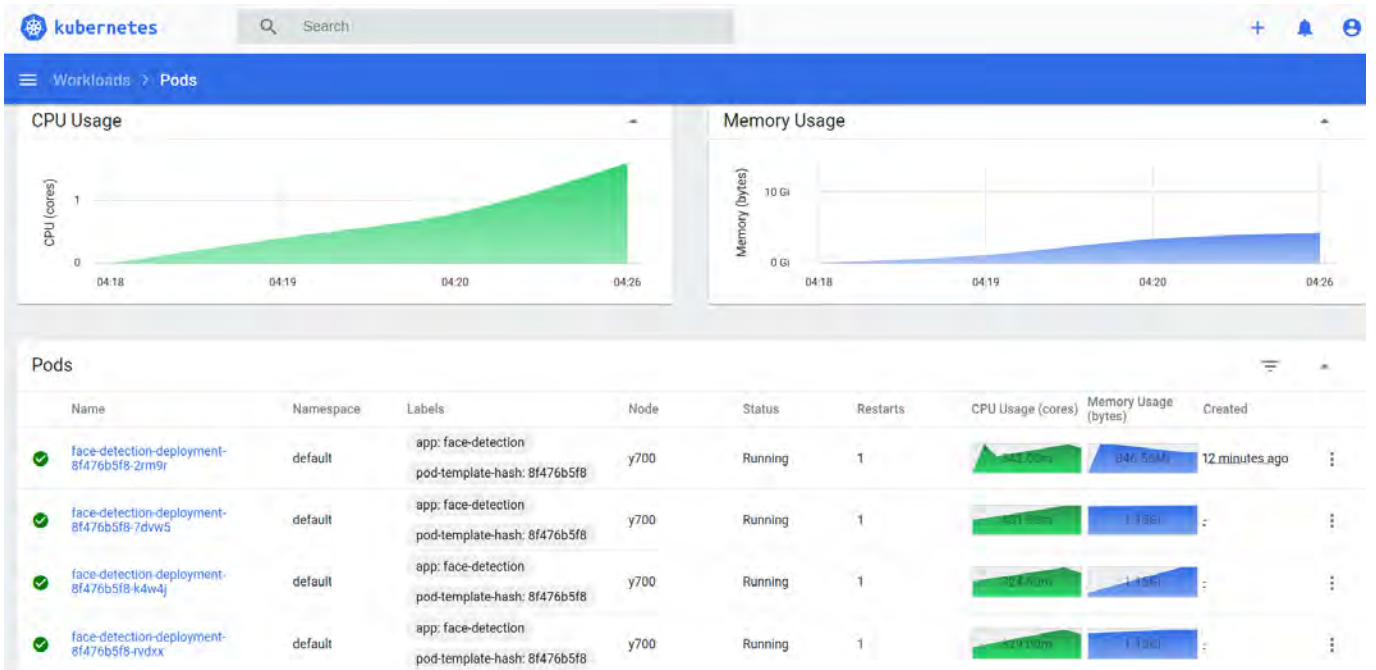 kubernetes
Search
Workloads > Pods
CPU Usage
Memory Usage
CPU (cores)
1
0
04:18 04:19 04:20 04:26
Memory (bytes)
10 Gi
0 Gi
04:18 04:19 04:20 04:26
Pods
Name Namespace Labels Node Status Restarts CPU Usage (cores) Memory Usage (bytes) Created
face-detection-deployment-
8f476b5f8-2rm9r
default
app: face-detection
pod-template-hash: 8f476b5f8
y700
Running
1
846.56Mi
12 minutes ago
face-detection-deployment-
8f476b5f8-7dvw5
default
app: face-detection
pod-template-hash: 8f476b5f8
y700
Running
1
-
face-detection-deployment-
8f476b5f8-k4w4j
default
app: face-detection
pod-template-hash: 8f476b5f8
y700
Running
1
-
face-detection-deployment-
8f476b5f8-rvdxx
default
app: face-detection
pod-template-hash: 8f476b5f8
y700
Running
1
-